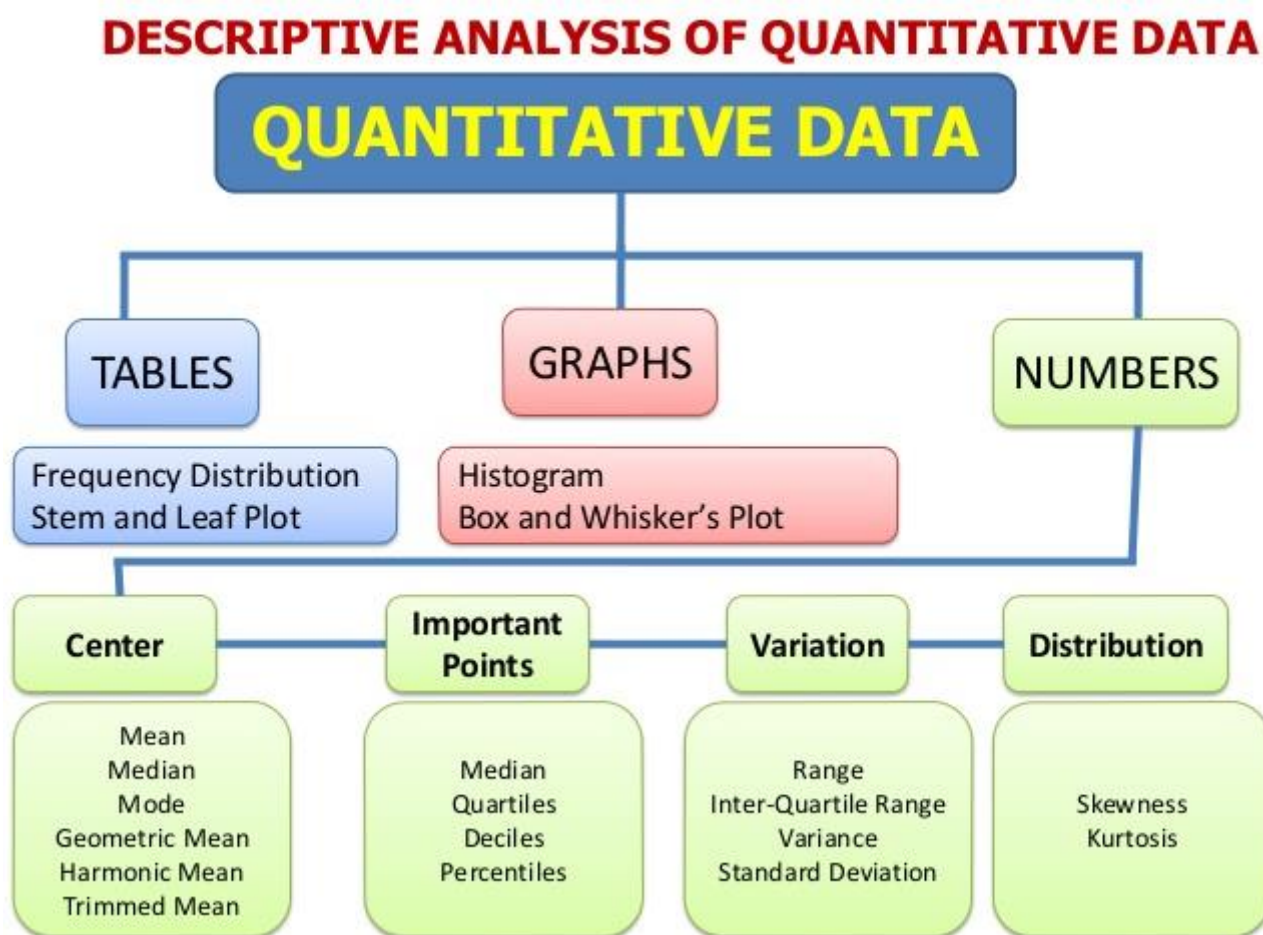 DESCRIPTIVE ANALYSIS OF QUANTITATIVE DATA
QUANTITATIVE DATA
TABLES
GRAPHS
NUMBERS
Frequency Distribution
Stem and Leaf Plot
Histogram
Box and Whisker's Plot
Center
Important
Points
Variation
Distribution
Mean
Median
Mode
Geometric Mean
Harmonic Mean
Trimmed Mean
Median
Quartiles
Deciles
Percentiles
Range
Inter-Quartile Range
Variance
Standard Deviation
Skewness
Kurtosis